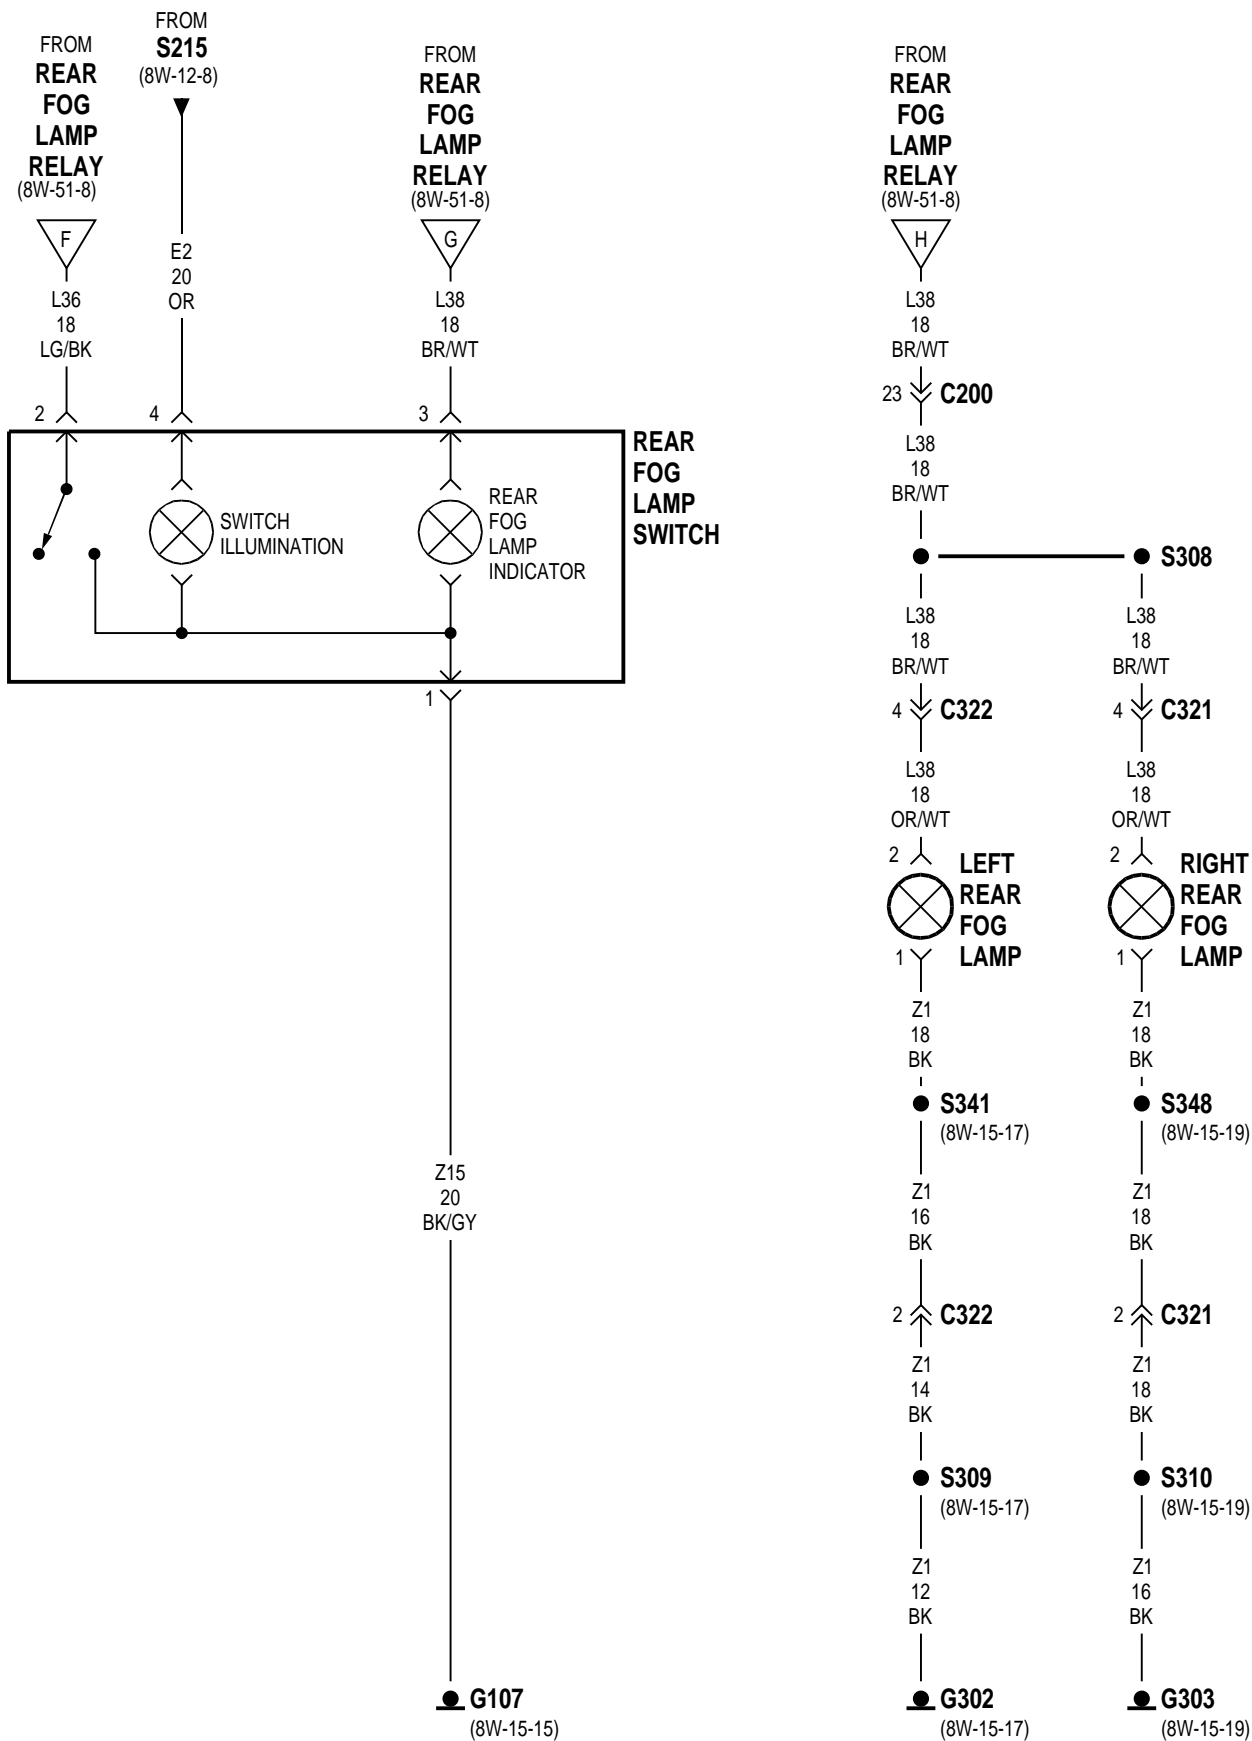 FROM
REAR
FOG
LAMP
RELAY
(8W-51-8)
F
L36
18
LG/BK
2
FROM
S215
(8W-12-8)
E2
20
OR
4
FROM
REAR
FOG
LAMP
RELAY
(8W-51-8)
G
L38
18
BR/WT
3
SWITCH
ILLUMINATION
REAR
FOG
LAMP
INDICATOR
REAR
FOG
LAMP
SWITCH
1
Z15
20
BK/GY
G107
(8W-15-15)
FROM
REAR
FOG
LAMP
RELAY
(8W-51-8)
H
L38
18
BR/WT
23 C200
L38
18
BR/WT
S308
L38
18
BR/WT
4 C322
L38
18
OR/WT
2
LEFT
REAR
FOG
LAMP
1
Z1
18
BK
S341
(8W-15-17)
Z1
16
BK
2 C322
Z1
14
BK
S309
(8W-15-17)
Z1
12
BK
G302
(8W-15-17)
L38
18
BR/WT
4 C321
L38
18
OR/WT
2
RIGHT
REAR
FOG
LAMP
1
Z1
18
BK
S348
(8W-15-19)
Z1
18
BK
2 C321
Z1
18
BK
S310
(8W-15-19)
Z1
16
BK
G303
(8W-15-19)